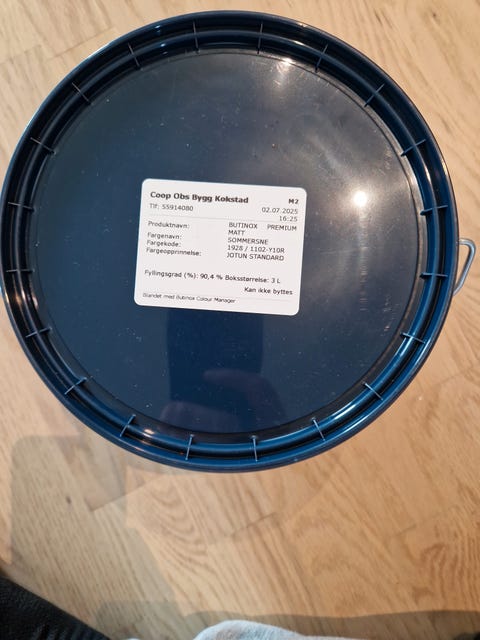 Coop Obs Bygg Kokstad M2
Tlf: 55914080 02.07.2025
16:25
Produktnavn: BUTINOX PREMIUM
MATT
Fargenavn: SOMMERSNE
Fargekode: 1928 / 1102-Y10R
Fargeopprinnelse: JOTUN STANDARD
Fyllingsgrad (%): 90,4 % Boksstørrelse: 3 L
Kan ikke byttes
Blandet med Butinox Colour Manager